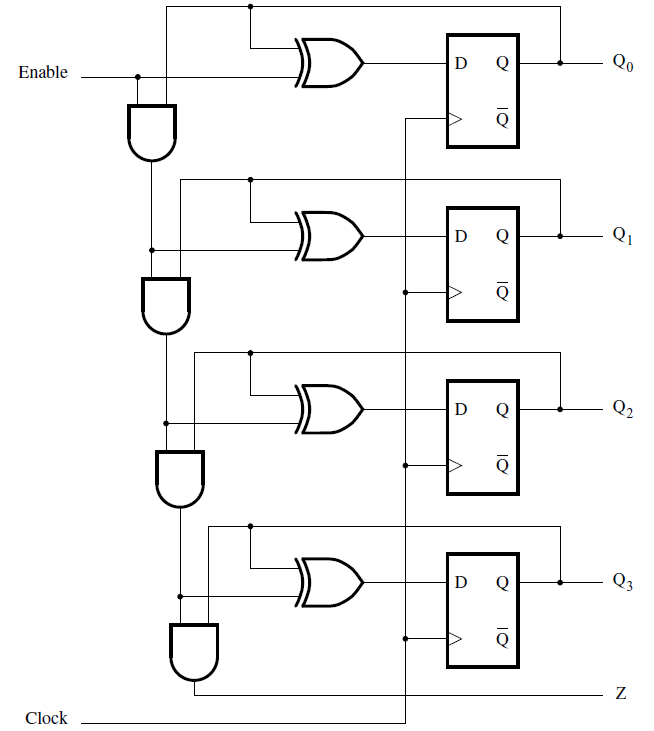 D Q Q₀
Enable
Q̅
D Q Q₁
Q̅
D Q Q₂
Q̅
D Q Q₃
Q̅
Z
Clock